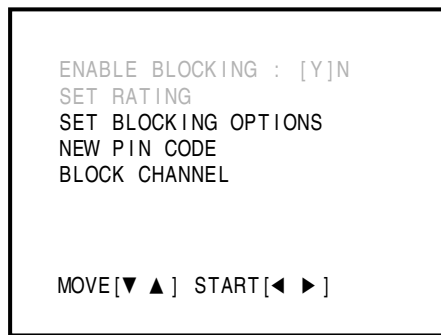 ENABLE BLOCKING : [Y]N
SET RATING
SET BLOCKING OPTIONS
NEW PIN CODE
BLOCK CHANNEL
MOVE[▼ ▲] START[◀ ▶]